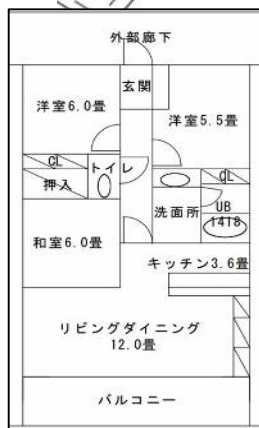 外部廊下
玄関
洋室6.0畳
洋室5.5畳
CL
トイレ
CL
押入
洗面所
UB
1418
和室6.0畳
キッチン3.6畳
リビングダイニング
12.0畳
バルコニー